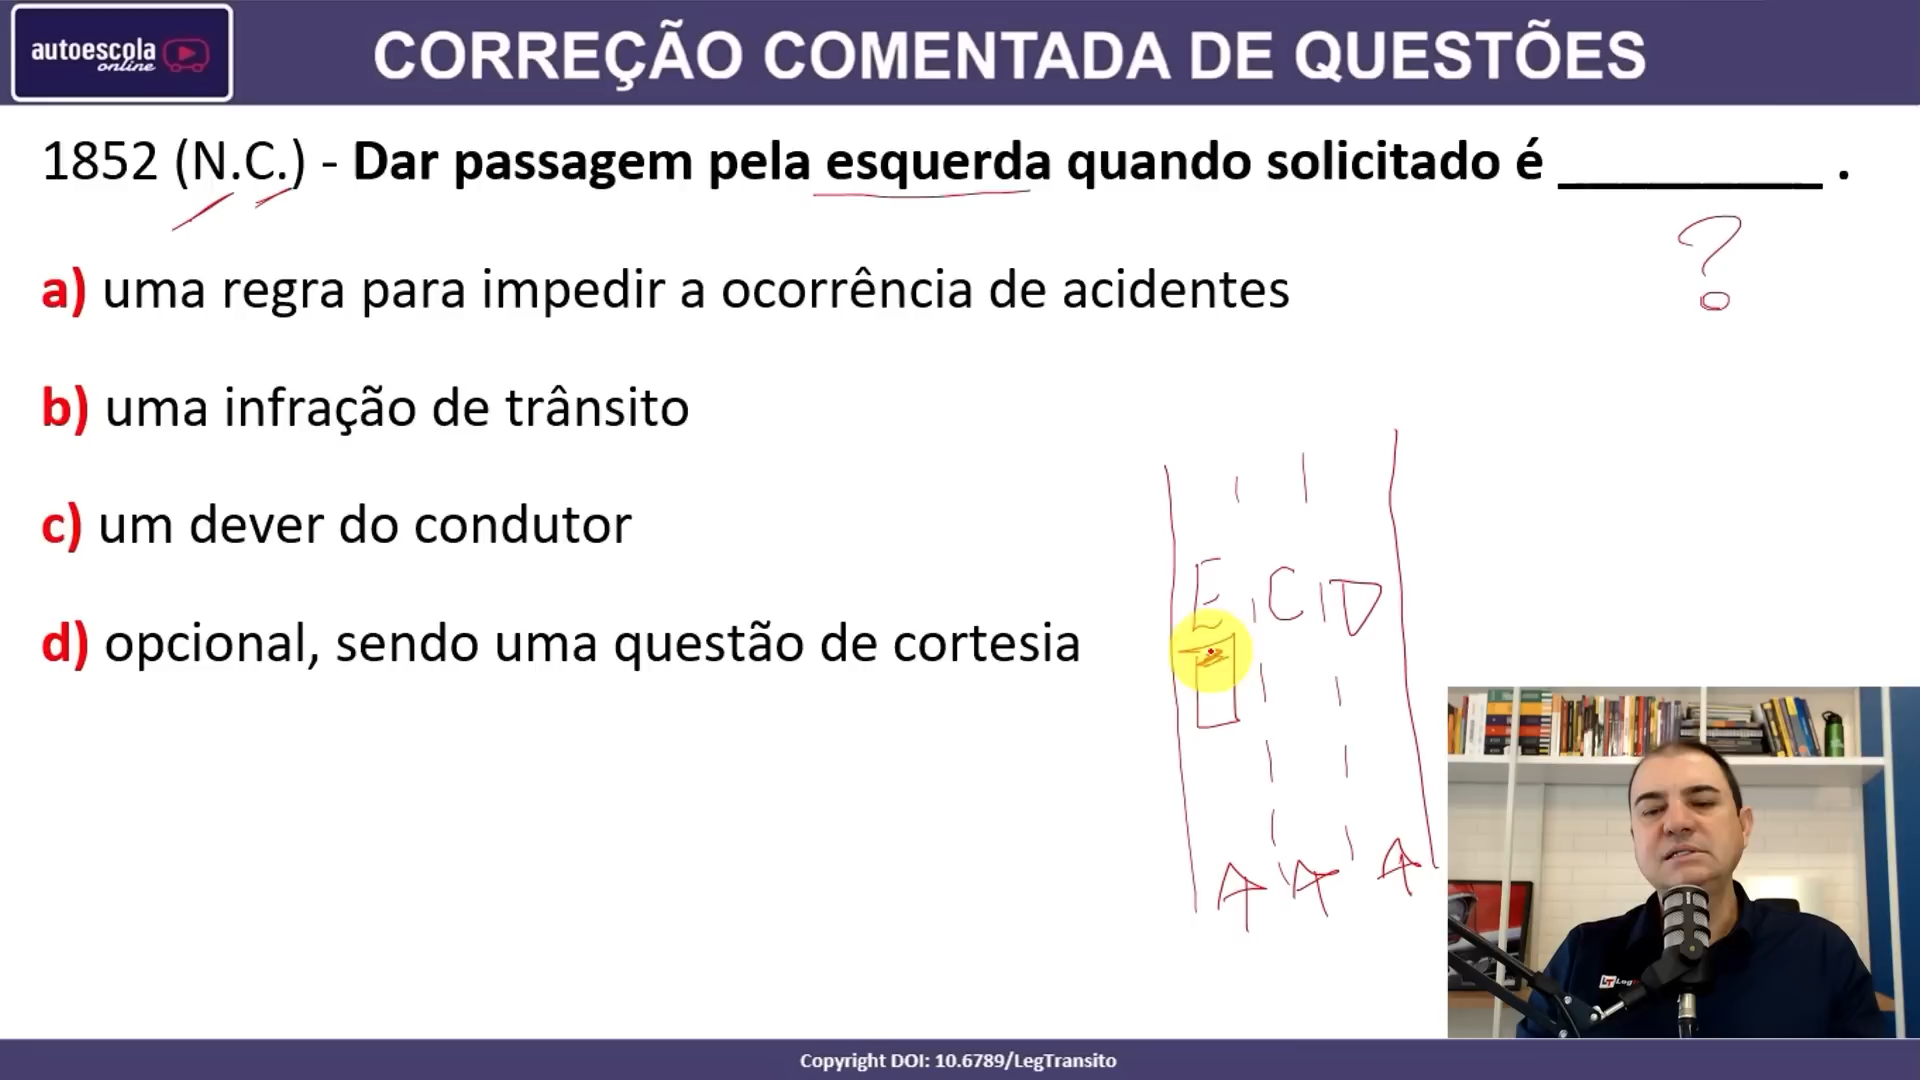 autoescola
online
CORREÇÃO COMENTADA DE QUESTÕES
1852 (N.C.) - Dar passagem pela esquerda quando solicitado é __________ .
?
a) uma regra para impedir a ocorrência de acidentes
b) uma infração de trânsito
c) um dever do condutor
d) opcional, sendo uma questão de cortesia
E C D
LT Leg
Copyright DOI: 10.6789/LegTransito